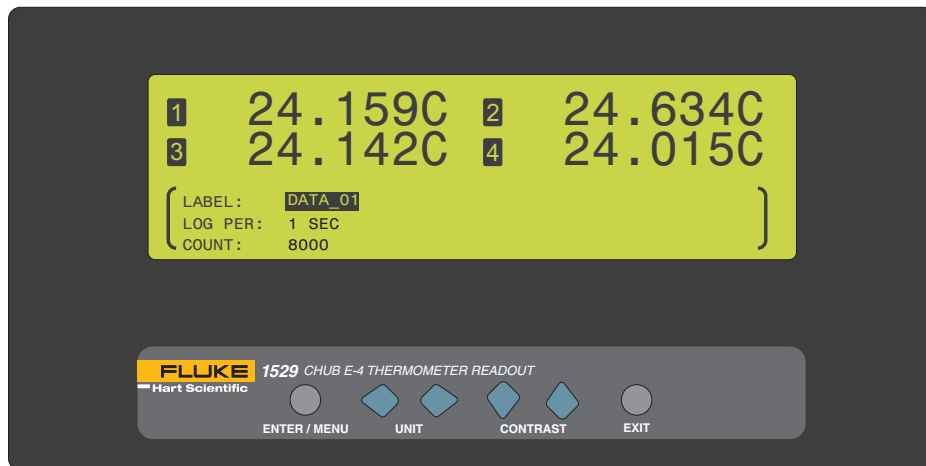 1 24.159C 2 24.634C
3 24.142C 4 24.015C
LABEL: DATA_01
LOG PER: 1 SEC
COUNT: 8000
FLUKE 1529 CHUB E-4 THERMOMETER READOUT
Hart Scientific
ENTER / MENU UNIT CONTRAST EXIT